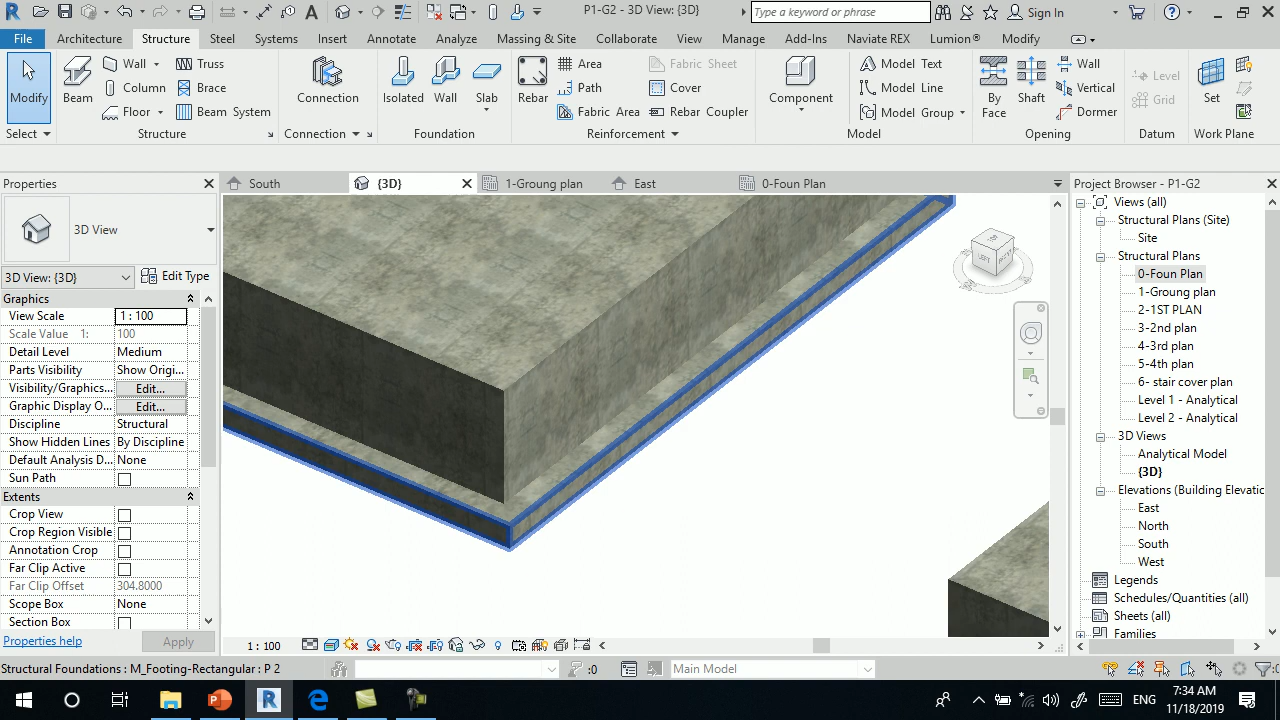 P1-G2 - 3D View: {3D}
Type a keyword or phrase
Sign In
File Architecture Structure Steel Systems Insert Annotate Analyze Massing & Site Collaborate View Manage Add-Ins Naviate REX Lumion® Modify
Modify
Select
Beam
Wall
Column
Floor
Truss
Brace
Beam System
Structure
Connection
Connection
Isolated
Wall
Slab
Foundation
Rebar
Area
Path
Fabric Area
Fabric Sheet
Cover
Rebar Coupler
Reinforcement
Component
Model Text
Model Line
Model Group
Model
By Face
Shaft
Wall
Vertical
Dormer
Opening
Level
Grid
Datum
Set
Work Plane
Properties
South
{3D}
1-Groung plan
East
0-Foun Plan
Project Browser - P1-G2
3D View
3D View: {3D}
Edit Type
Graphics
View Scale 1 : 100
Scale Value 1: 100
Detail Level Medium
Parts Visibility Show Origi...
Visibility/Graphics... Edit...
Graphic Display O... Edit...
Discipline Structural
Show Hidden Lines By Discipline
Default Analysis D... None
Sun Path
Extents
Crop View
Crop Region Visible
Annotation Crop
Far Clip Active
Far Clip Offset 304.8000
Scope Box None
Section Box
Properties help
Apply
Views (all)
Structural Plans (Site)
Site
Structural Plans
0-Foun Plan
1-Groung plan
2-1ST PLAN
3-2nd plan
4-3rd plan
5-4th plan
6- stair cover plan
Level 1 - Analytical
Level 2 - Analytical
3D Views
Analytical Model
{3D}
Elevations (Building Elevatio
East
North
South
West
Legends
Schedules/Quantities (all)
Sheets (all)
Families
1 : 100
Structural Foundations : M_Footing-Rectangular : P 2
:0
Main Model
:0
ENG
7:34 AM
11/18/2019